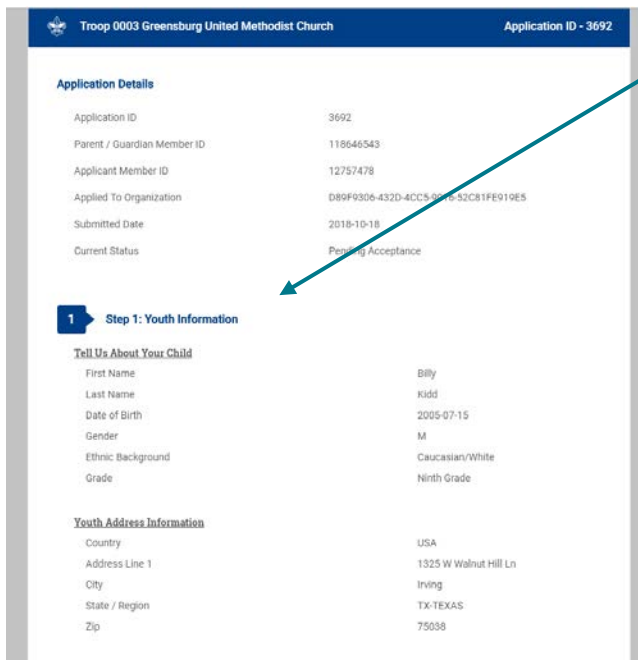 Troop 0003 Greensburg United Methodist Church Application ID - 3692
Application Details
Application ID 3692
Parent / Guardian Member ID 118646543
Applicant Member ID 12757478
Applied To Organization
Submitted Date 2018-10-18
Current Status Pending Acceptance
1 Step 1: Youth Information
Tell Us About Your Child
First Name Billy
Last Name Kidd
Date of Birth 2005-07-15
Gender M
Ethnic Background Caucasian/White
Grade Ninth Grade
Youth Address Information
Country USA
Address Line 1 1325 W Walnut Hill Ln
City Irving
State / Region TX-TEXAS
Zip 75038